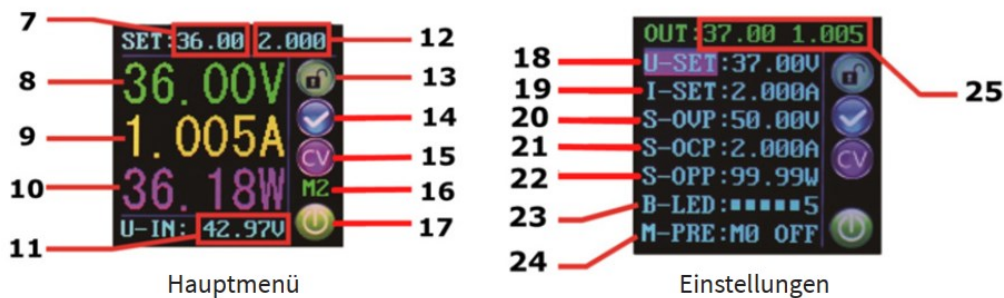 7
SET:36.00 2.000
12
8
36.00V
13
9
1.005A
14
CV
15
10
36.18W
M2
16
11
U-IN: 42.97V
17
Hauptmenü
OUT:37.00 1.005
25
18
U-SET:37.00V
19
I-SET:2.000A
20
S-OVP:50.00V
21
S-OCP:2.000A
CV
22
S-OPP:99.99W
23
B-LED:▪▪▪▪▪5
24
M-PRE:M0 OFF
Einstellungen